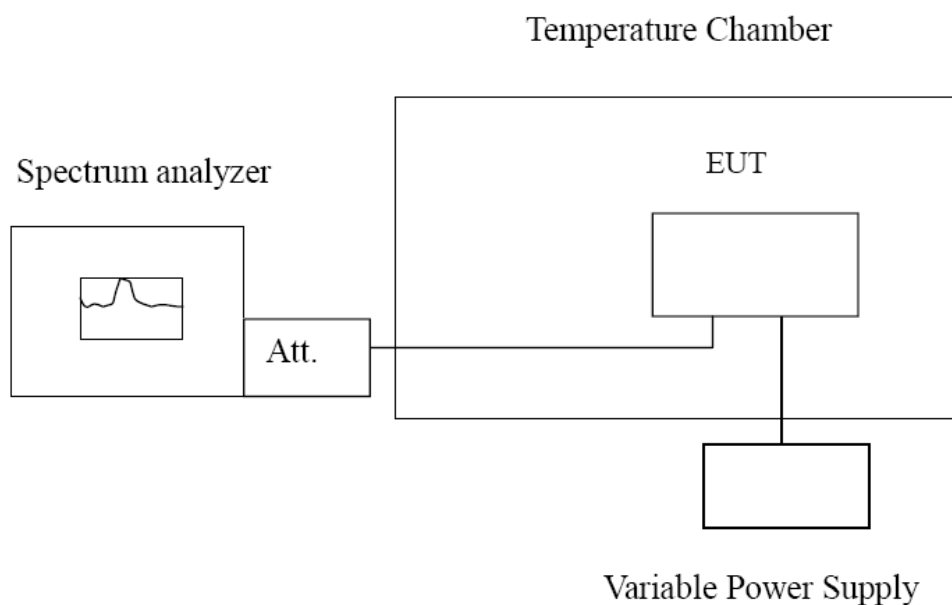 Temperature Chamber
Spectrum analyzer
EUT
Att.
Variable Power Supply